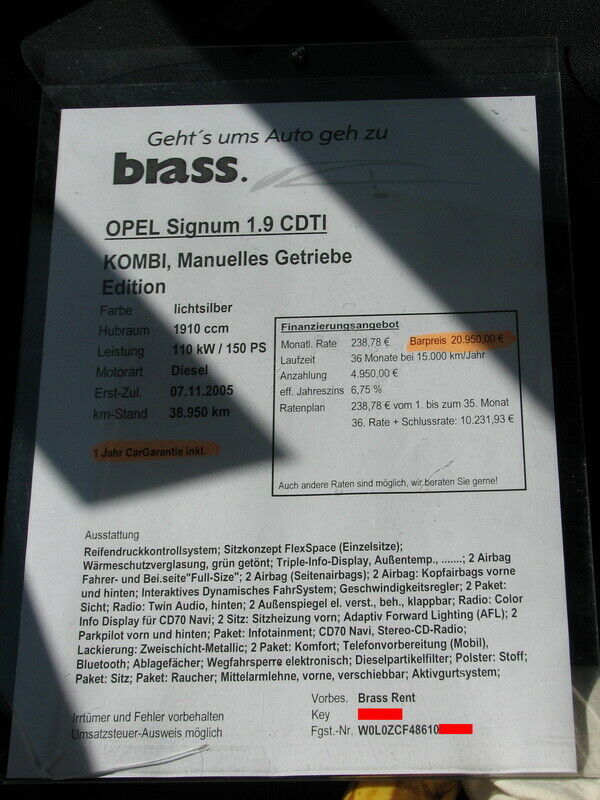 Geht´s ums Auto geh zu
brass.
OPEL Signum 1.9 CDTI
KOMBI, Manuelles Getriebe
Edition
Farbe lichtsilber
Hubraum 1910 ccm
Leistung 110 kW / 150 PS
Motorart Diesel
Erst-Zul. 07.11.2005
km-Stand 38.950 km
1 Jahr CarGarantie inkl.
Finanzierungsangebot
Monatl. Rate 238,78 € Barpreis 20.950,00 €
Laufzeit 36 Monate bei 15.000 km/Jahr
Anzahlung 4.950,00 €
eff. Jahreszins 6,75 %
Ratenplan 238,78 € vom 1. bis zum 35. Monat
36. Rate + Schlussrate: 10.231,93 €
Auch andere Raten sind möglich, wir beraten Sie gerne!
Ausstattung
Reifendruckkontrollsystem; Sitzkonzept FlexSpace (Einzelsitze);
Wärmeschutzverglasung, grün getönt; Triple-Info-Display, Außentemp., .......; 2 Airbag
Fahrer- und Bei.seite"Full-Size"; 2 Airbag (Seitenairbags); 2 Airbag: Kopfairbags vorne
und hinten; Interaktives Dynamisches FahrSystem; Geschwindigkeitsregler; 2 Paket:
Sicht; Radio: Twin Audio, hinten; 2 Außenspiegel el. verst., beh., klappbar; Radio: Color
Info Display für CD70 Navi; 2 Sitz: Sitzheizung vorn; Adaptiv Forward Lighting (AFL); 2
Parkpilot vorn und hinten; Paket: Infotainment; CD70 Navi, Stereo-CD-Radio;
Lackierung: Zweischicht-Metallic; 2 Paket: Komfort; Telefonvorbereitung (Mobil),
Bluetooth; Ablagefächer; Wegfahrsperre elektronisch; Dieselpartikelfilter; Polster: Stoff;
Paket: Sitz; Paket: Raucher; Mittelarmlehne, vorne, verschiebbar; Aktivgurtsystem;
Vorbes. Brass Rent
Irrtümer und Fehler vorbehalten Key
Umsatzsteuer-Ausweis möglich Fgst.-Nr. W0L0ZCF48610